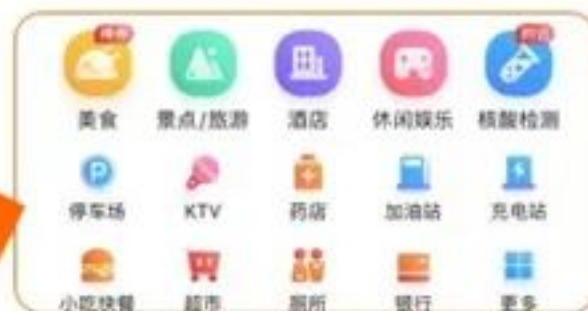 美食 景点/旅游 酒店 休闲娱乐 核酸检测
P
停车场 KTV 药店 加油站 充电站
小吃快餐 超市 厕所 银行 更多